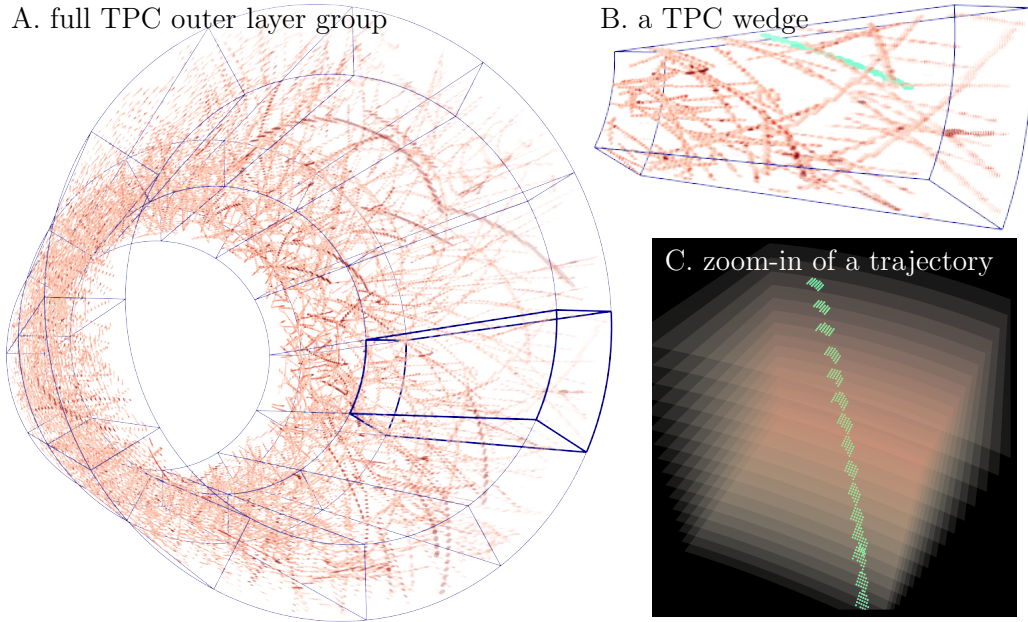 A. full TPC outer layer group
B. a TPC wedge
C. zoom-in of a trajectory